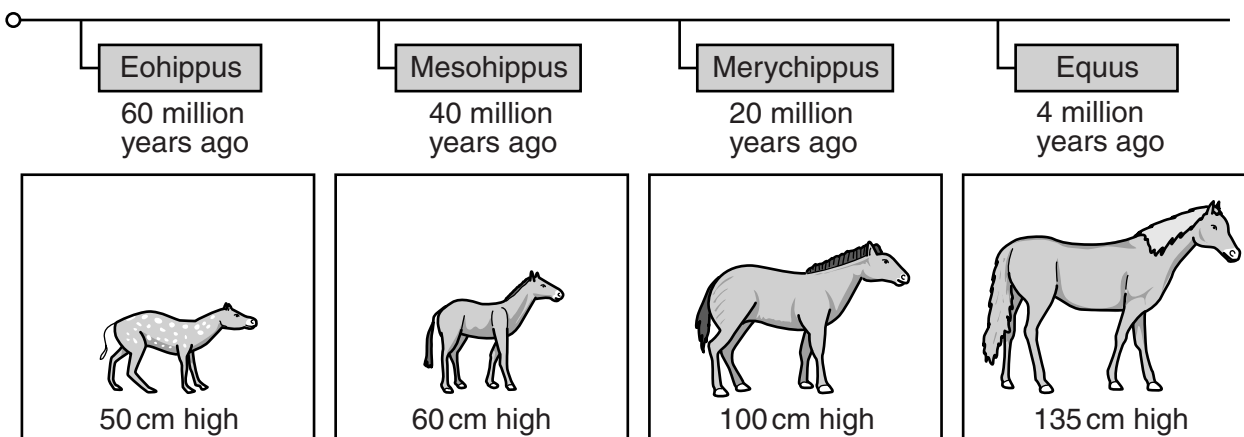 Eohippus
60 million
years ago
50 cm high
Mesohippus
40 million
years ago
60 cm high
Merychippus
20 million
years ago
100 cm high
Equus
4 million
years ago
135 cm high